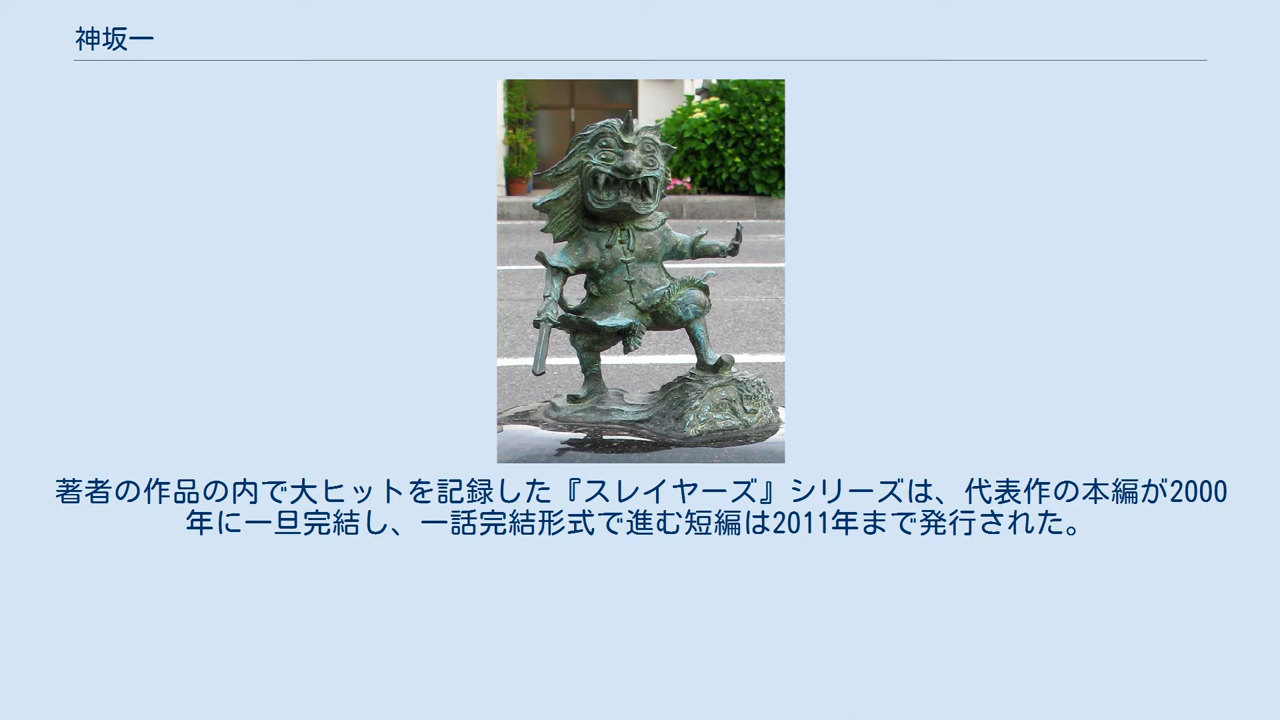 神坂一
著者の作品の内で大ヒットを記録した『スレイヤーズ』シリーズは、代表作の本編が2000
年に一旦完結し、一話完結形式で進む短編は2011年まで発行された。